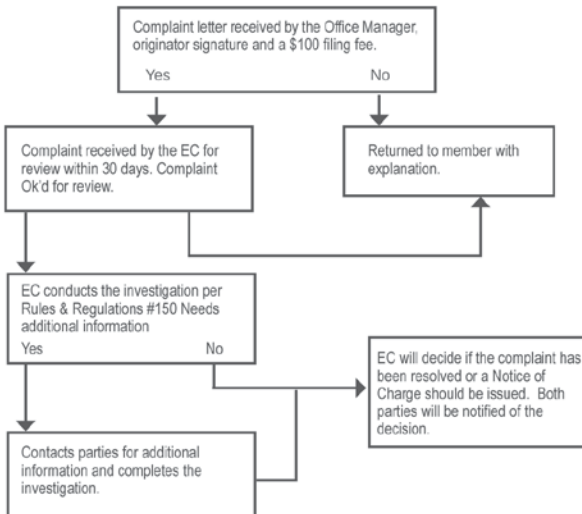 Complaint letter received by the Office Manager,
originator signature and a $100 filing fee.
Yes No
Complaint received by the EC for
review within 30 days. Complaint
Ok'd for review.
Returned to member with
explanation.
EC conducts the investigation per
Rules & Regulations #150 Needs
additional information
Yes No
EC will decide if the complaint has
been resolved or a Notice of
Charge should be issued. Both
parties will be notified of the
decision.
Contacts parties for additional
information and completes the
investigation.